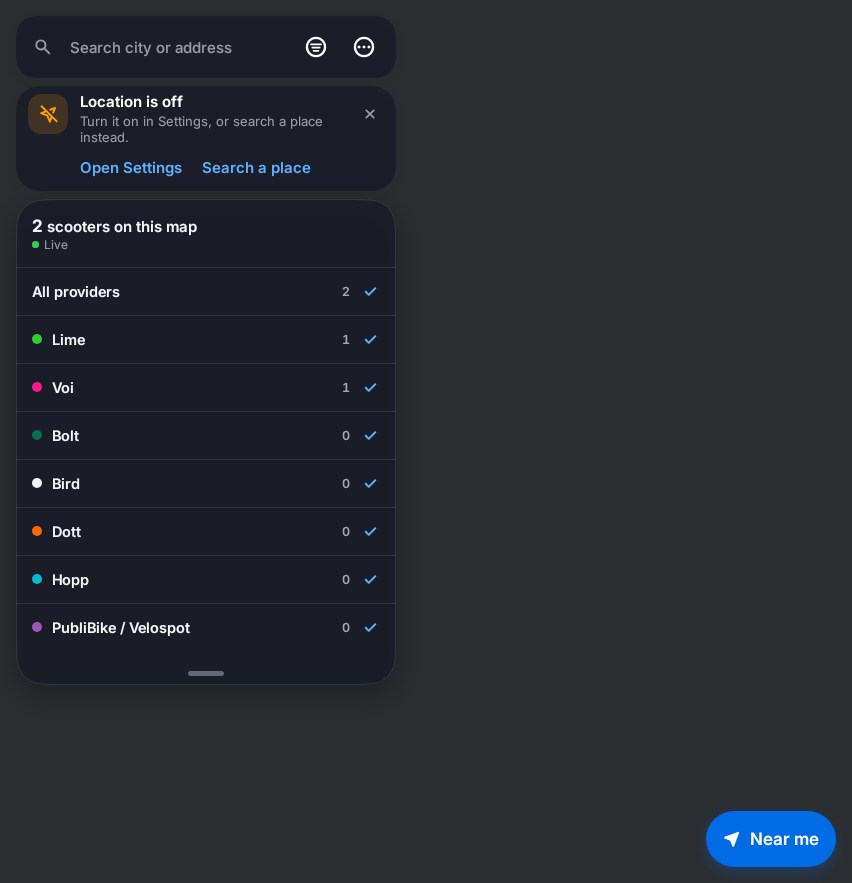 Search city or address
Location is off
Turn it on in Settings, or search a place
instead.
Open Settings Search a place
2 scooters on this map
Live
All providers 2
Lime 1
Voi 1
Bolt 0
Bird 0
Dott 0
Hopp 0
PubliBike / Velospot 0
Near me